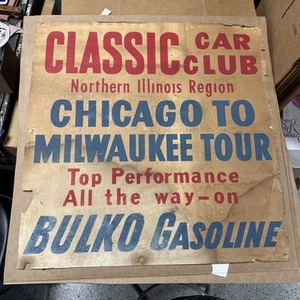 CLASSIC CAR CLUB
Northern Illinois Region
CHICAGO TO
MILWAUKEE TOUR
Top Performance
All the way-on
BULKO GASOLINE